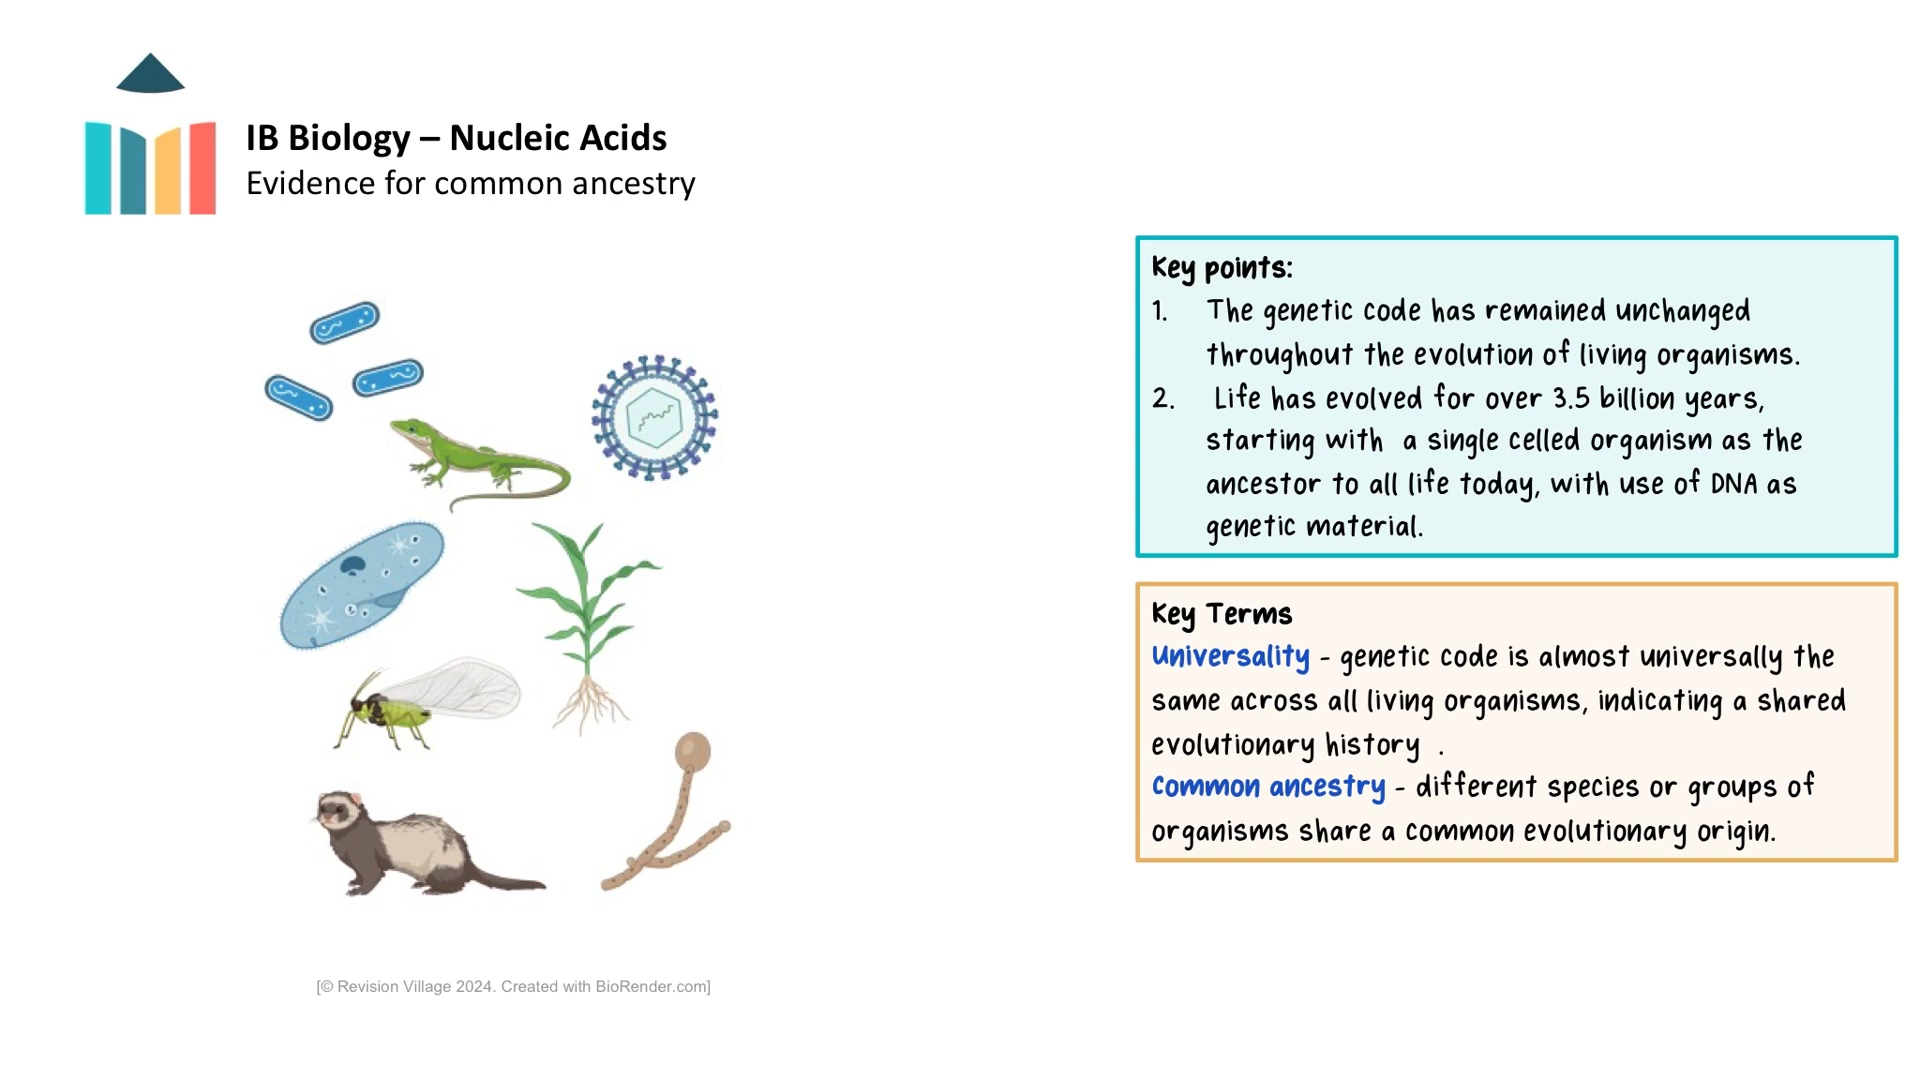 IB Biology – Nucleic Acids
Evidence for common ancestry
Key points:
1. The genetic code has remained unchanged
throughout the evolution of living organisms.
2. Life has evolved for over 3.5 billion years,
starting with a single celled organism as the
ancestor to all life today, with use of DNA as
genetic material.
Key Terms
Universality - genetic code is almost universally the
same across all living organisms, indicating a shared
evolutionary history .
Common ancestry - different species or groups of
organisms share a common evolutionary origin.
[© Revision Village 2024. Created with BioRender.com]